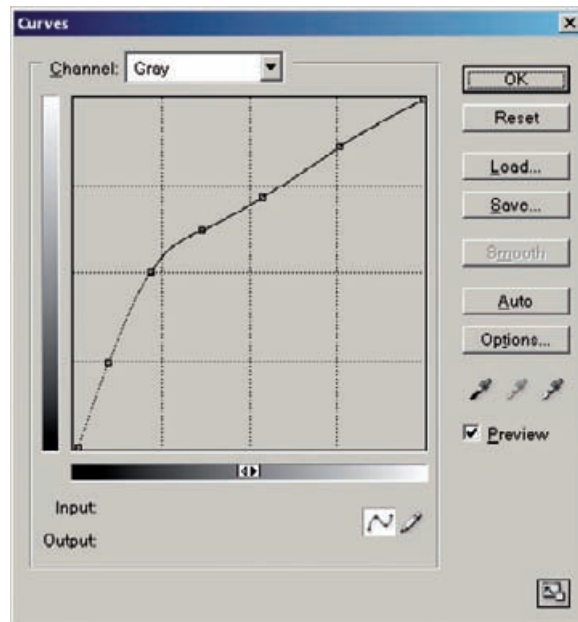 Curves
Channel: Gray
OK
Reset
Load...
Save...
Smooth
Auto
Options...
Preview
Input:
Output: